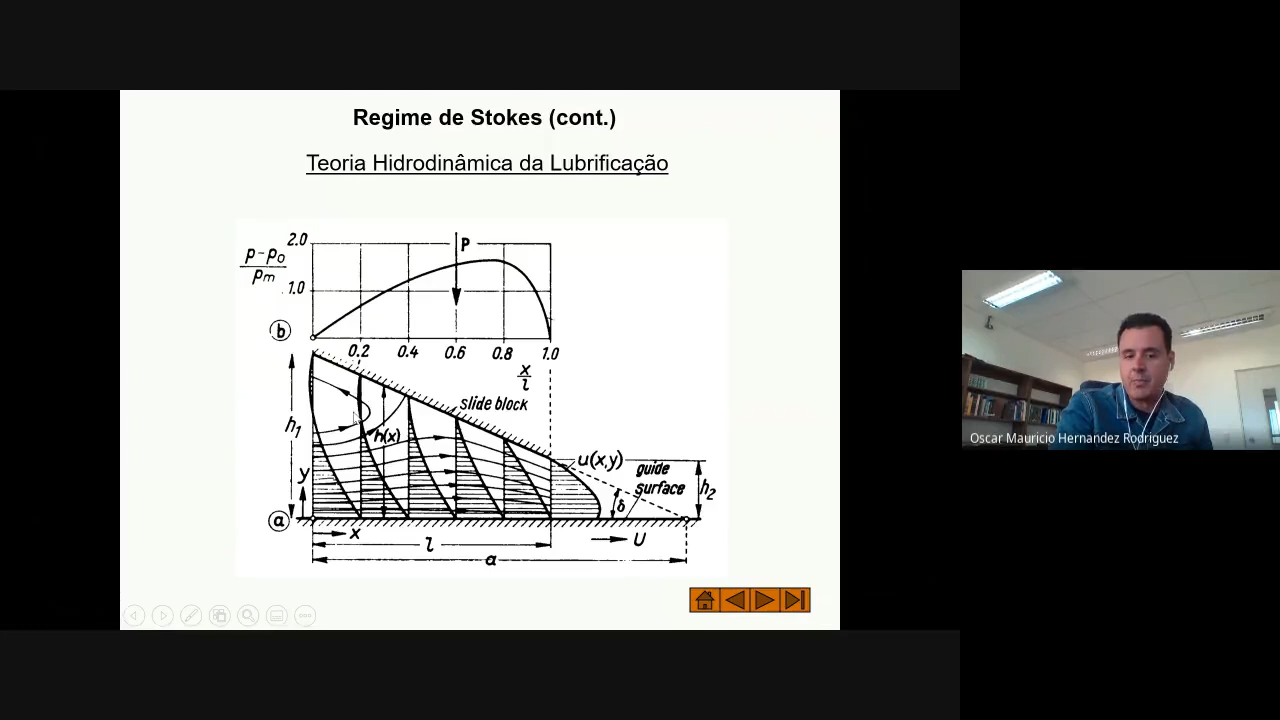 Regime de Stokes (cont.)
Teoria Hidrodinâmica da Lubrificação
2.0
P
p-p₀
pₘ
1.0
b
0.2 0.4 0.6 0.8 1.0
x
l
slide block
h₁
h(x)
u(x,y)
guide
surface
h₂
y
δ
a
x
U
l
a
Oscar Mauricio Hernandez Rodriguez